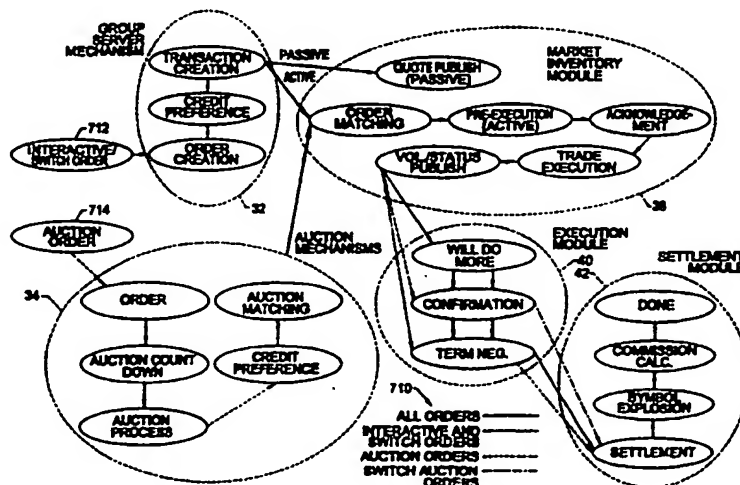 GROUP
SERVER
MECHANISM
TRANSACTION
CREATION
CREDIT
PREFERENCE
ORDER CREATION
712
INTERACTIVE/
SWITCH ORDER
32
PASSIVE
ACTIVE
QUOTE PUBLISH
(PASSIVE)
MARKET
INVENTORY
MODULE
ORDER
MATCHING
PRE-EXECUTION
(ACTIVE)
ACKNOWLEDGE-
MENT
VOL/STATUS
PUBLISH
TRADE
EXECUTION
714
AUCTION
ORDER
AUCTION
MECHANISMS
34
ORDER
AUCTION
MATCHING
AUCTION COUNT
DOWN
CREDIT
PREFERENCE
AUCTION
PROCESS
EXECUTION
MODULE
40
WILL DO
MORE
CONFIRMATION
TERM NEG.
SETTLEMENT
MODULE
42
DONE
COMMISSION
CALC.
SYMBOL
EXPLOSION
SETTLEMENT
710
ALL ORDERS
INTERACTIVE AND
SWITCH ORDERS
AUCTION ORDERS
SWITCH AUCTION
ORDERS